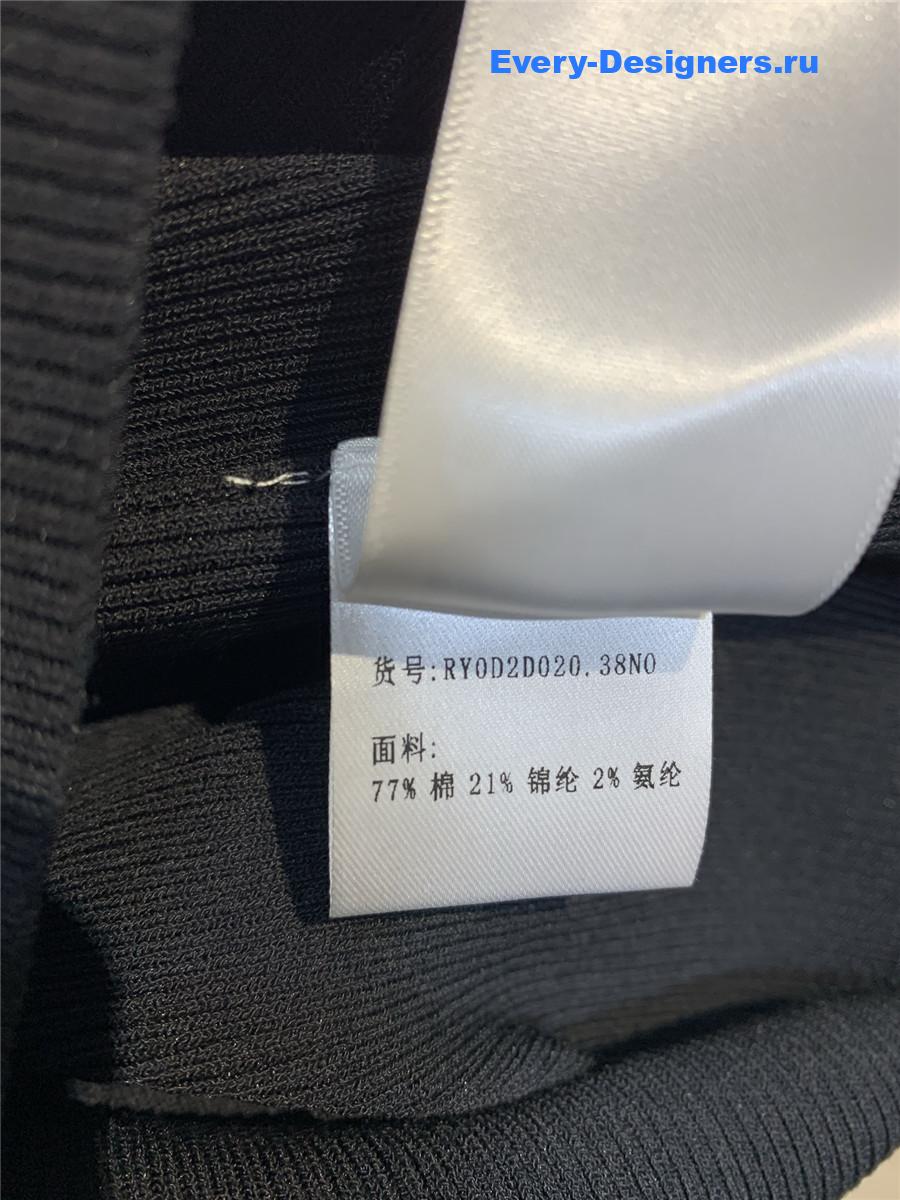 Every-Designers.ru
货号:RY0D2D020.38N0
面料:
77% 棉 21% 锦纶 2% 氨纶